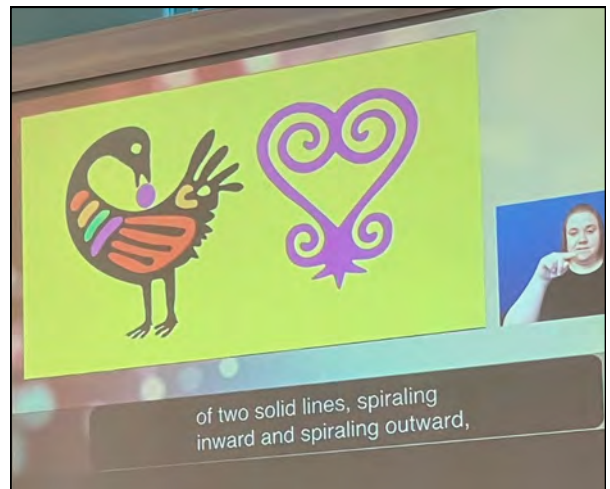 of two solid lines, spiraling
inward and spiraling outward,